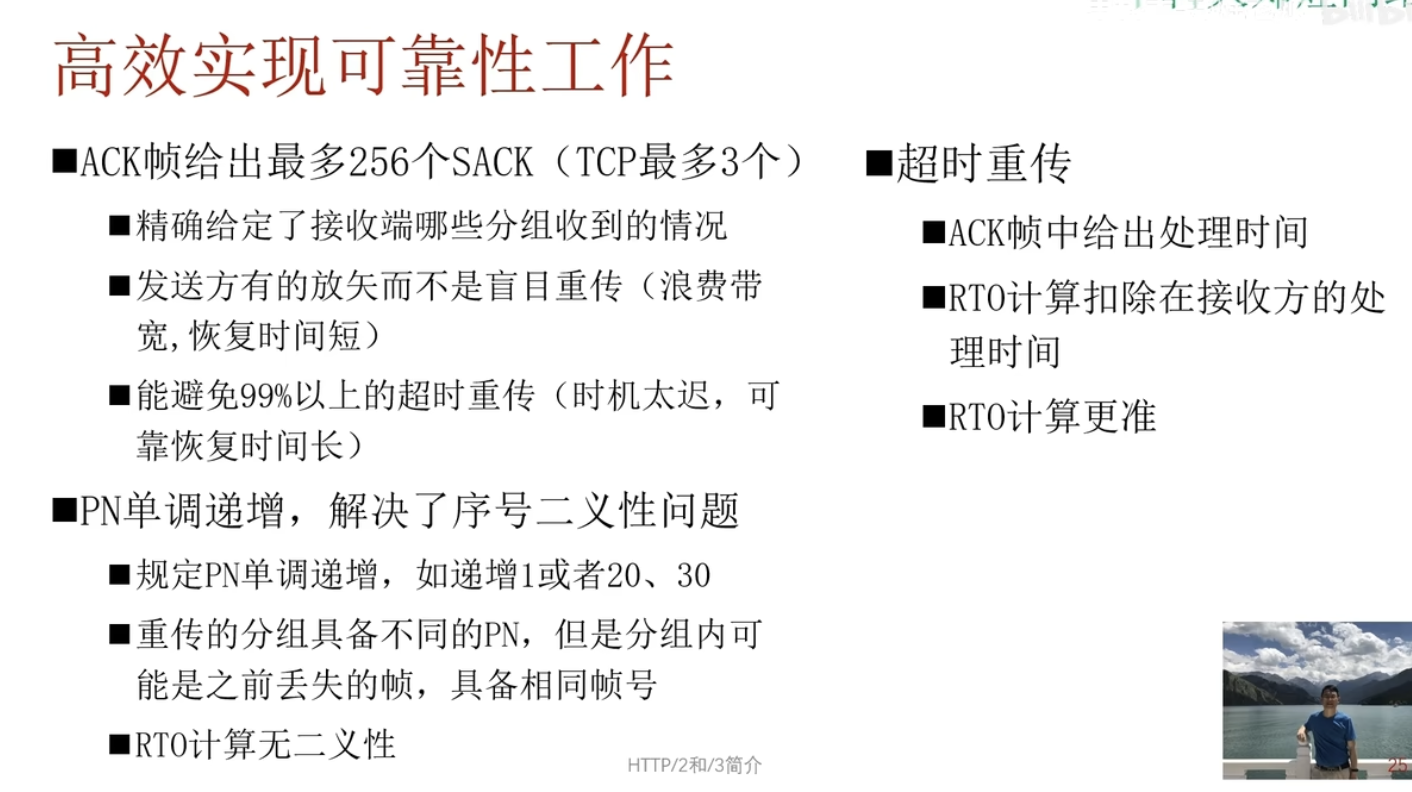 高效实现可靠性工作
■ACK帧给出最多256个SACK（TCP最多3个）
■精确给定了接收端哪些分组收到的情况
■发送方有的放矢而不是盲目重传（浪费带
宽,恢复时间短）
■能避免99%以上的超时重传（时机太迟，可
靠恢复时间长）
■PN单调递增，解决了序号二义性问题
■规定PN单调递增，如递增1或者20、30
■重传的分组具备不同的PN，但是分组内可
能是之前丢失的帧，具备相同帧号
■RTO计算无二义性
■超时重传
■ACK帧中给出处理时间
■RTO计算扣除在接收方的处
理时间
■RTO计算更准
HTTP/2和/3简介
25